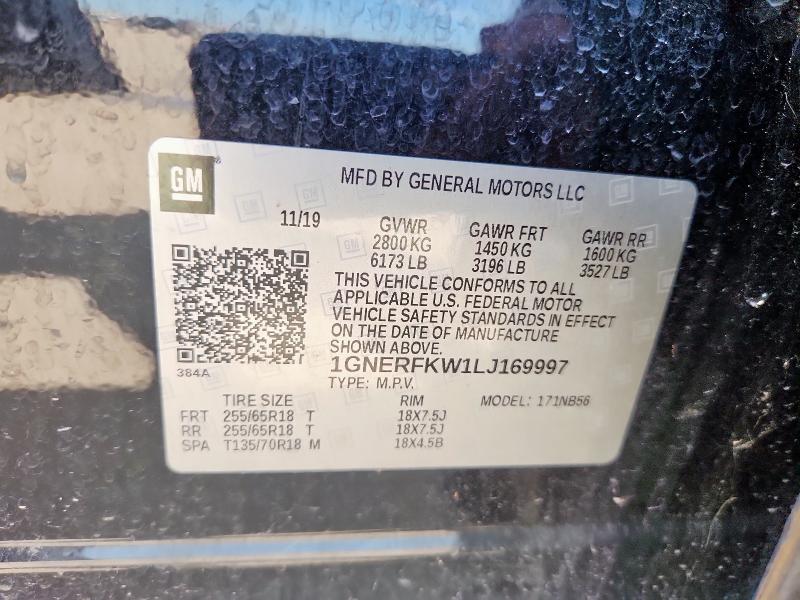 GM
MFD BY GENERAL MOTORS LLC
11/19
GVWR GAWR FRT GAWR RR
2800 KG 1450 KG 1600 KG
6173 LB 3196 LB 3527 LB
THIS VEHICLE CONFORMS TO ALL
APPLICABLE U.S. FEDERAL MOTOR
VEHICLE SAFETY STANDARDS IN EFFECT
ON THE DATE OF MANUFACTURE
SHOWN ABOVE.
384A
1GNERFKW1LJ169997
TYPE: M.P.V.
TIRE SIZE RIM MODEL: 171NB56
FRT 255/65R18 T 18X7.5J
RR 255/65R18 T 18X7.5J
SPA T135/70R18 M 18X4.5B